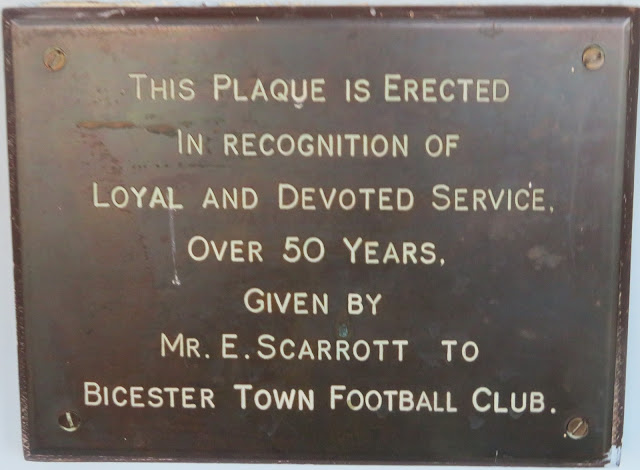 THIS PLAQUE IS ERECTED
IN RECOGNITION OF
LOYAL AND DEVOTED SERVICE,
OVER 50 YEARS,
GIVEN BY
MR. E. SCARROTT TO
BICESTER TOWN FOOTBALL CLUB.